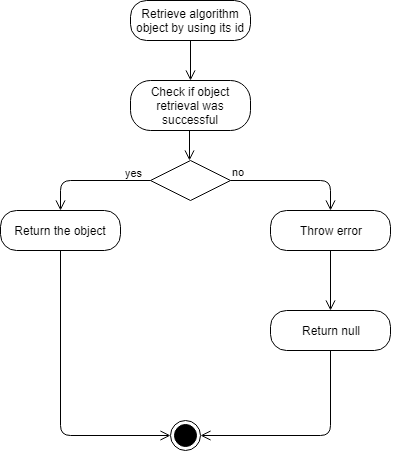 Retrieve algorithm
object by using its id
Check if object
retrieval was
successful
yes
no
Return the object
Throw error
Return null